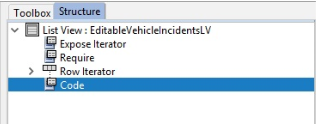 Toolbox Structure
List View : EditableVehicleIncidentsLV
Expose Iterator
Require
Row Iterator
Code